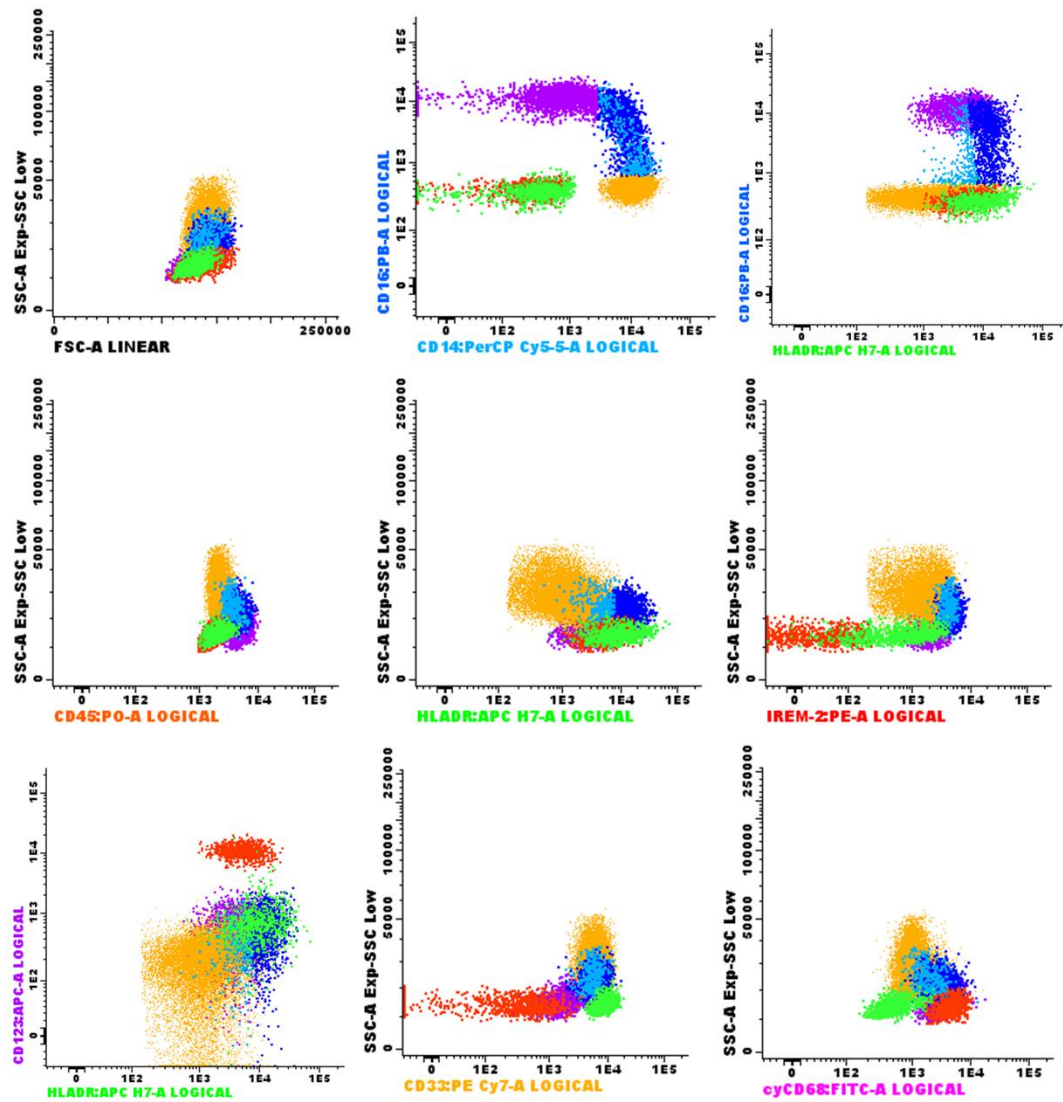 SSC-A Exp-SSC Low
250000
100000
50000
0
0
250000
FSC-A LINEAR
CD16:PB-A LOGICAL
1E5
1E4
1E3
1E2
0
0
1E2
1E3
1E4
1E5
CD14:PerCP Cy5-5-A LOGICAL
CD16:PB-A LOGICAL
1E5
1E4
1E3
1E2
0
0
1E3
1E4
1E5
HLADR:APC H7-A LOGICAL
SSC-A Exp-SSC Low
250000
100000
50000
0
0
1E2
1E3
1E4
1E5
CD45:PO-A LOGICAL
SSC-A Exp-SSC Low
250000
100000
50000
0
0
1E2
1E3
1E4
1E5
HLADR:APC H7-A LOGICAL
SSC-A Exp-SSC Low
250000
100000
50000
0
0
1E2
1E3
1E4
1E5
IREM-2:PE-A LOGICAL
CD123:APC-A LOGICAL
1E5
1E4
1E3
1E2
0
0
1E2
1E3
1E4
1E5
HLADR:APC H7-A LOGICAL
SSC-A Exp-SSC Low
250000
100000
50000
0
0
1E2
1E3
1E4
1E5
CD33:PE Cy7-A LOGICAL
SSC-A Exp-SSC Low
250000
100000
50000
0
0
1E2
1E3
1E4
1E5
cyCD68:FITC-A LOGICAL